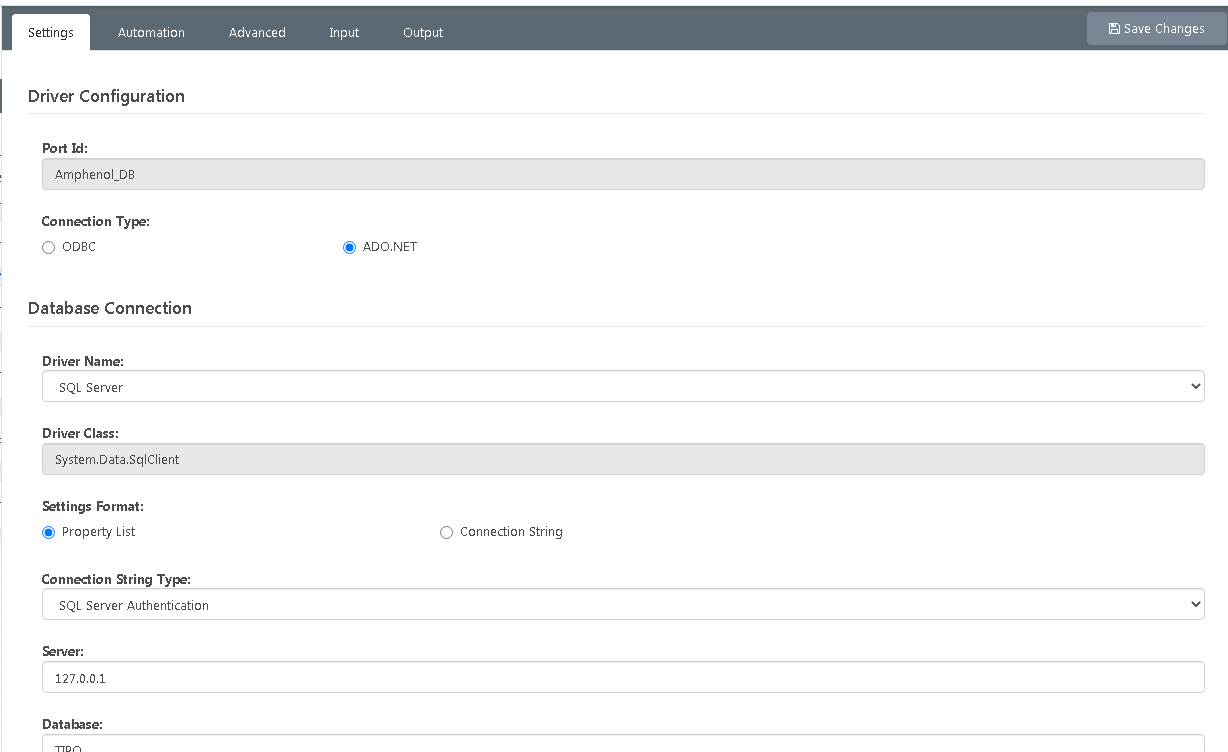 Settings
Automation
Advanced
Input
Output
Save Changes
Driver Configuration
Port Id:
Amphenol_DB
Connection Type:
ODBC
ADO.NET
Database Connection
Driver Name:
SQL Server
Driver Class:
System.Data.SqlClient
Settings Format:
Property List
Connection String
Connection String Type:
SQL Server Authentication
Server:
127.0.0.1
Database: